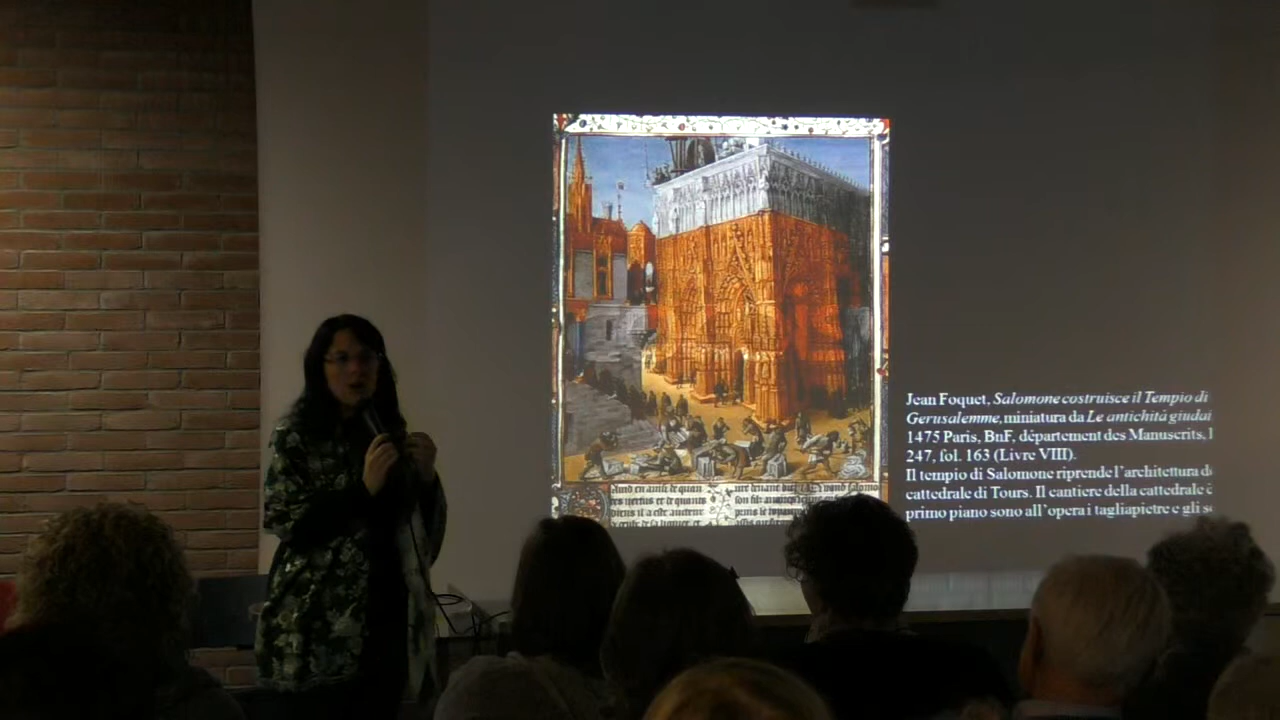 Jean Foquet, Salomone costruisce il Tempio di
Gerusalemme, miniatura da Le antichità giudai
1475 Paris, BnF, département des Manuscrits,
247, fol. 163 (Livre VIII).
Il tempio di Salomone riprende l'architettura
cattedrale di Tours. Il cantiere della cattedrale
primo piano sono all'opera i tagliapietre e gli